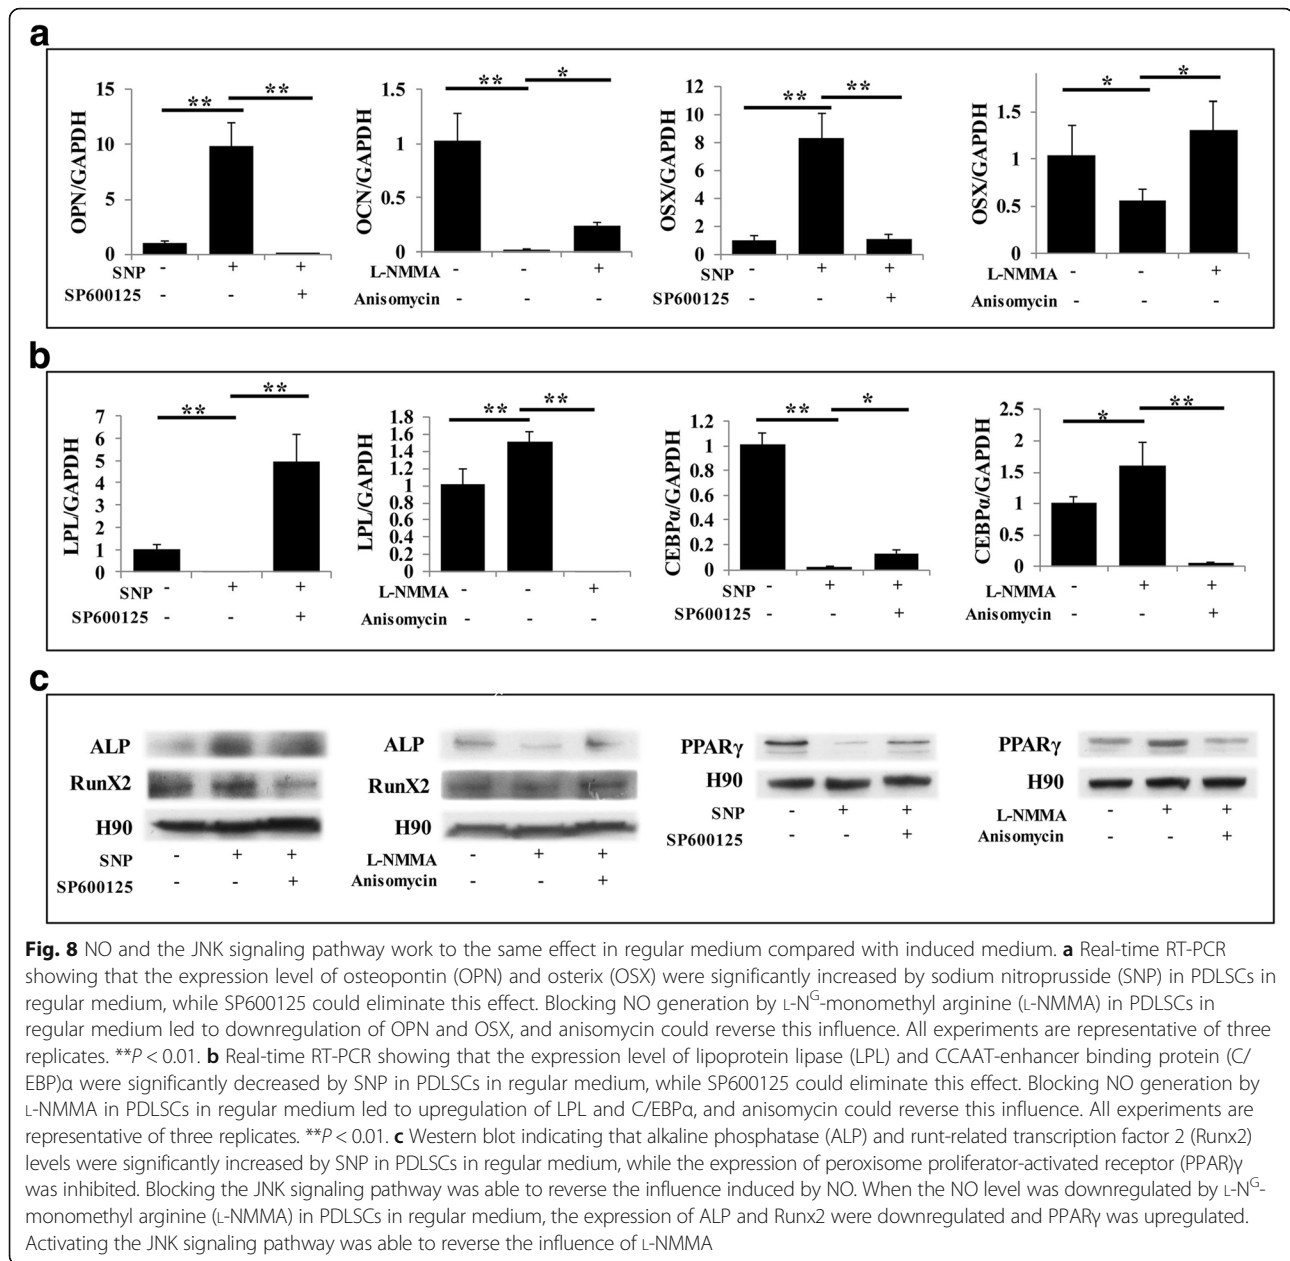 a
OPN/GAPDH
15
10
5
0
** **
SNP - + +
SP600125 - - +
OCN/GAPDH
1.5
1
0.5
0
** *
L-NMMA - - +
Anisomycin - - -
OSX/GAPDH
12
10
8
6
4
2
0
** **
SNP - + +
SP600125 - - +
OSX/GAPDH
1.5
1
0.5
0
* *
L-NMMA - - +
Anisomycin - - -
b
LPL/GAPDH
7
6
5
4
3
2
1
0
** **
SNP - + +
SP600125 - - +
LPL/GAPDH
1.8
1.6
1.4
1.2
1
0.8
0.6
0.4
0.2
0
** **
L-NMMA - + +
Anisomycin - - -
CEBPα/GAPDH
1.2
1
0.8
0.6
0.4
0.2
0
** *
SNP - + +
SP600125 - - +
CEBPα/GAPDH
2.5
2
1.5
1
0.5
0
* **
L-NMMA - + +
Anisomycin - - +
c
ALP
RunX2
H90
SNP - + +
SP600125 - - +
ALP
RunX2
H90
L-NMMA - + +
Anisomycin - - +
PPARγ
H90
SNP - + +
SP600125 - - +
PPARγ
H90
L-NMMA - + +
Anisomycin - - +
Fig. 8 NO and the JNK signaling pathway work to the same effect in regular medium compared with induced medium. a Real-time RT-PCR
showing that the expression level of osteopontin (OPN) and osterix (OSX) were significantly increased by sodium nitroprusside (SNP) in PDLSCs in
regular medium, while SP600125 could eliminate this effect. Blocking NO generation by L-N^G-monomethyl arginine (L-NMMA) in PDLSCs in
regular medium led to downregulation of OPN and OSX, and anisomycin could reverse this influence. All experiments are representative of three
replicates. **P < 0.01. b Real-time RT-PCR showing that the expression level of lipoprotein lipase (LPL) and CCAAT-enhancer binding protein (C/
EBP)α were significantly decreased by SNP in PDLSCs in regular medium, while SP600125 could eliminate this effect. Blocking NO generation by
L-NMMA in PDLSCs in regular medium led to upregulation of LPL and C/EBPα, and anisomycin could reverse this influence. All experiments are
representative of three replicates. **P < 0.01. c Western blot indicating that alkaline phosphatase (ALP) and runt-related transcription factor 2 (Runx2)
levels were significantly increased by SNP in PDLSCs in regular medium, while the expression of peroxisome proliferator-activated receptor (PPAR)γ
was inhibited. Blocking the JNK signaling pathway was able to reverse the influence induced by NO. When the NO level was downregulated by L-N^G-
monomethyl arginine (L-NMMA) in PDLSCs in regular medium, the expression of ALP and Runx2 were downregulated and PPARγ was upregulated.
Activating the JNK signaling pathway was able to reverse the influence of L-NMMA